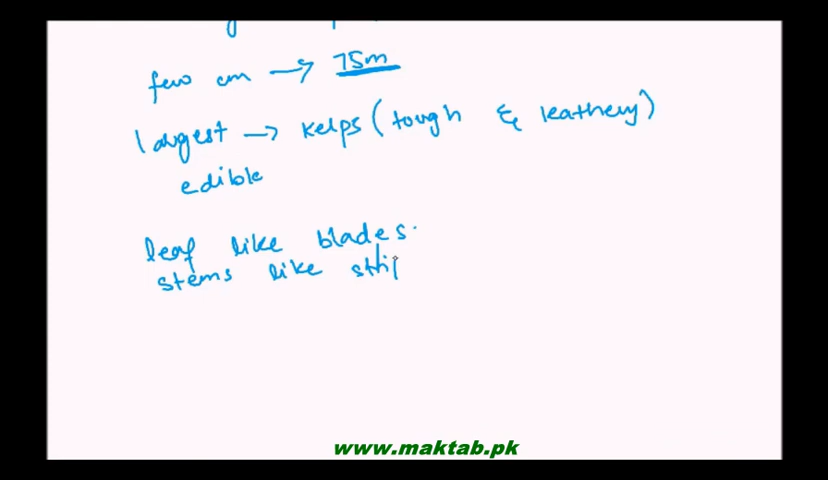 few cm → 75m
largest → kelps (tough & leathery)
edible
leaf like blades.
stems like
www.maktab.pk